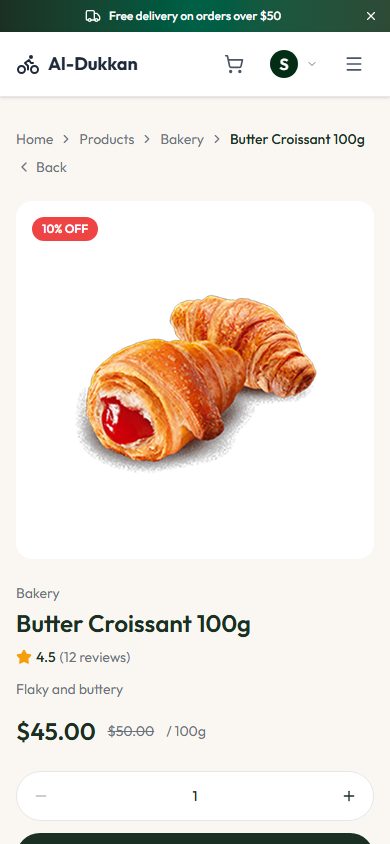 Free delivery on orders over $50
Al-Dukkan
S
Home > Products > Bakery > Butter Croissant 100g
Back
10% OFF
Bakery
Butter Croissant 100g
4.5 (12 reviews)
Flaky and buttery
$45.00 $50.00 / 100g
1